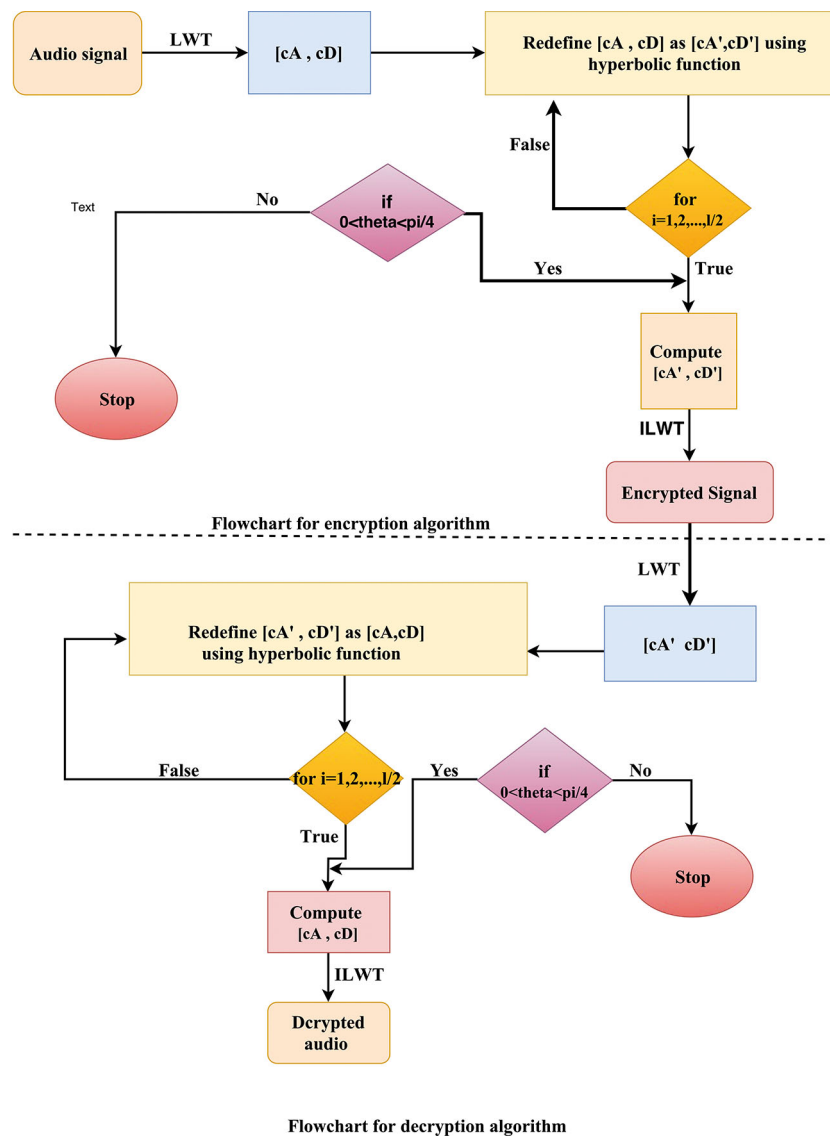 Audio signal
LWT
[cA , cD]
Redefine [cA , cD] as [cA',cD'] using
hyperbolic function
False
for
i=1,2,...,l/2
if
0<theta<pi/4
No
Text
Yes
True
Stop
Compute
[cA' , cD']
ILWT
Encrypted Signal
Flowchart for encryption algorithm
LWT
[cA' cD']
Redefine [cA' , cD'] as [cA,cD]
using hyperbolic function
False
for i=1,2,...,l/2
Yes
if
0<theta<pi/4
No
True
Stop
Compute
[cA , cD]
ILWT
Dcrypted
audio
Flowchart for decryption algorithm